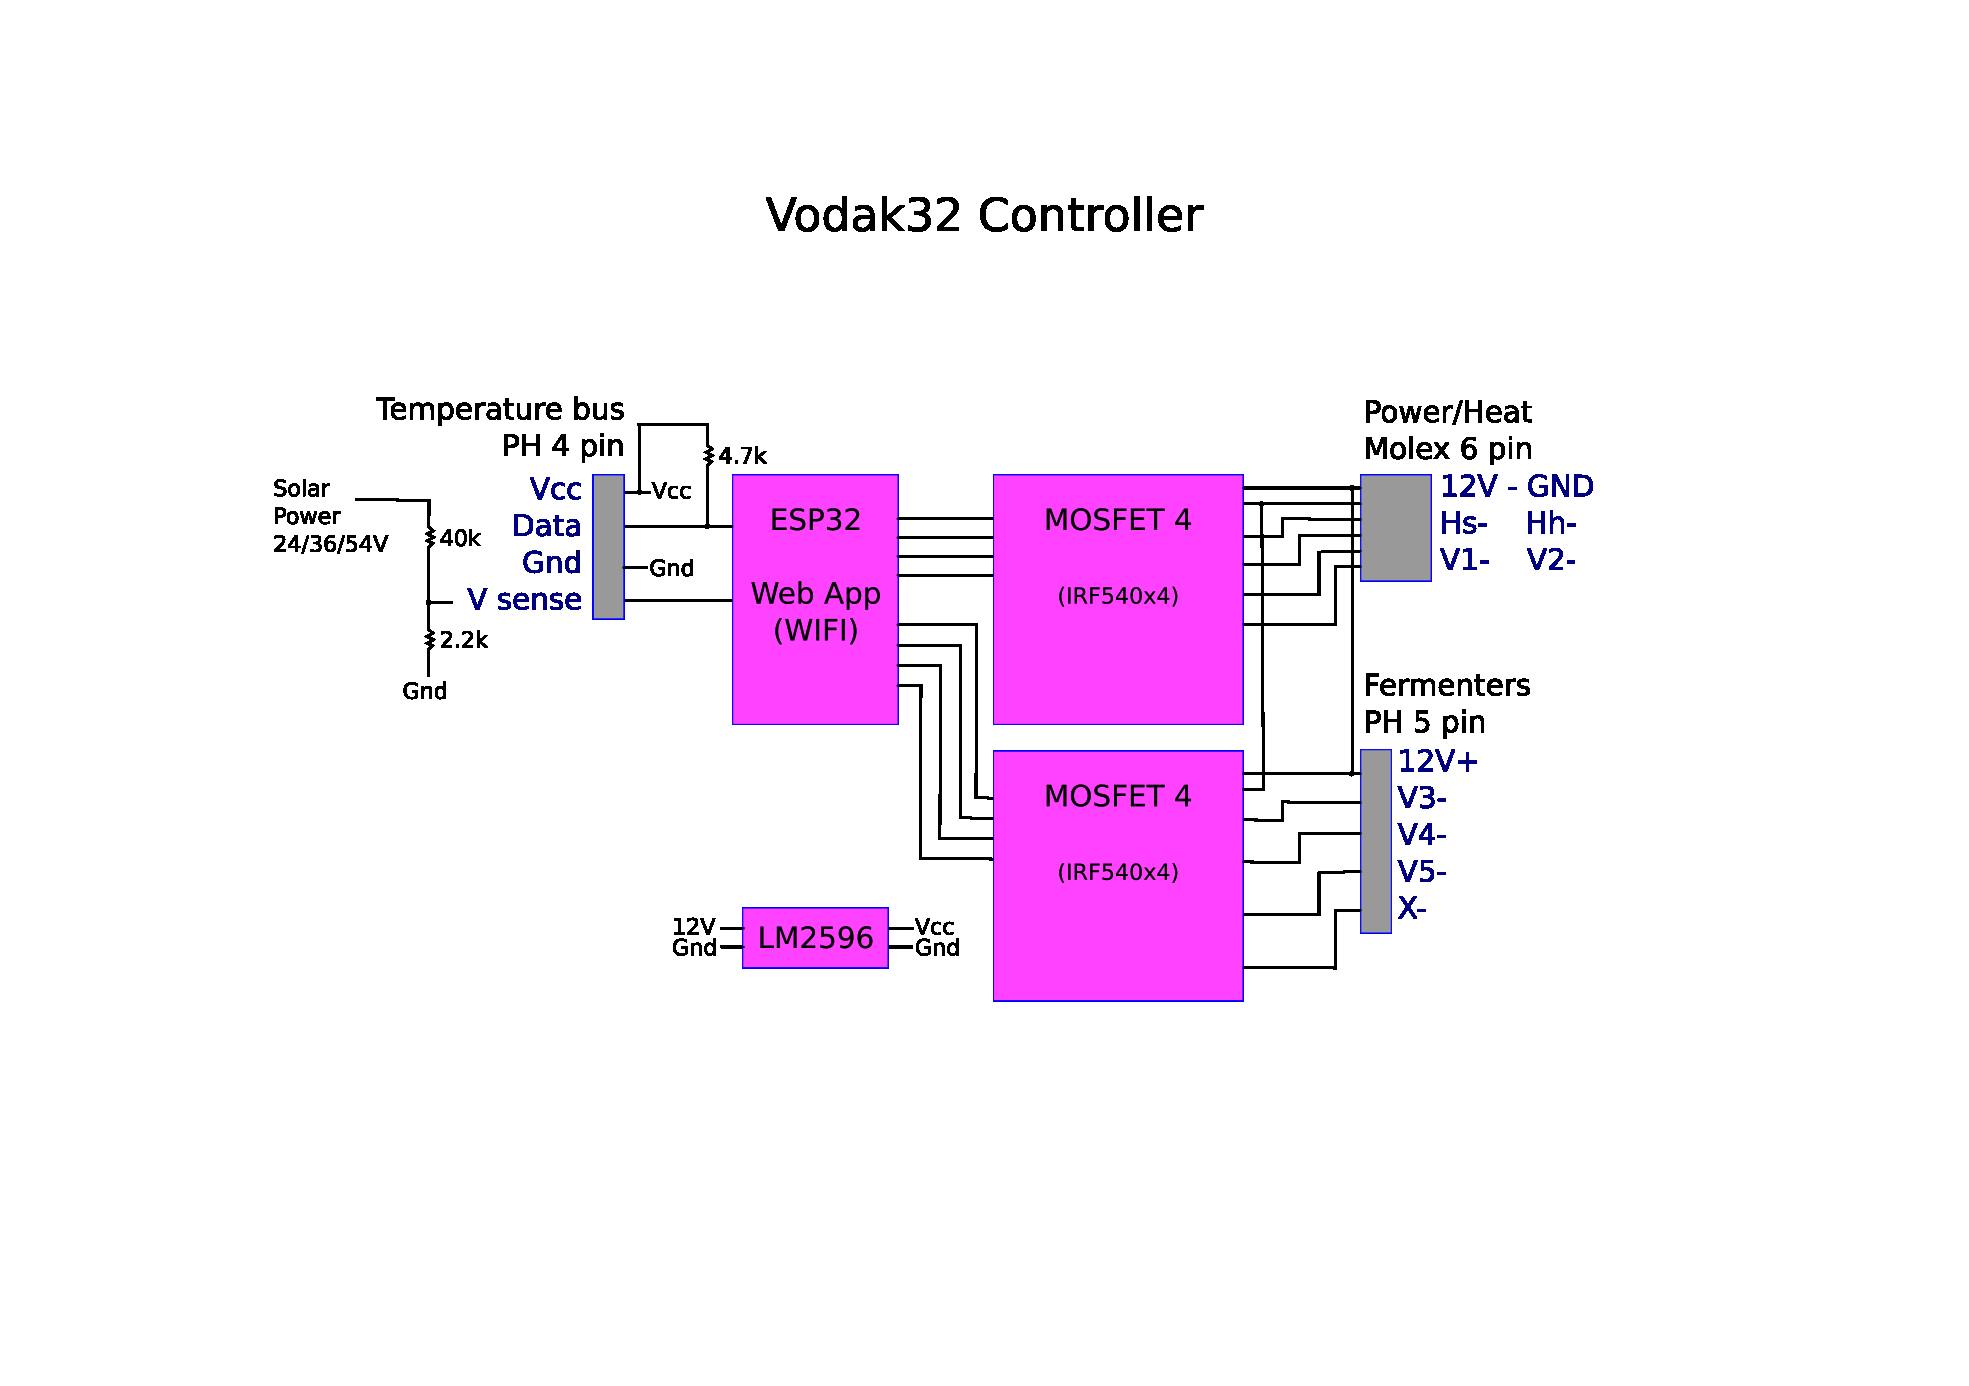 Vodak32 Controller
Temperature bus
PH 4 pin
4.7k
Solar
Power
24/36/54V
40k
2.2k
Gnd
Vcc
Data
Gnd
V sense
Vcc
Gnd
ESP32
Web App
(WIFI)
MOSFET 4
(IRF540x4)
Power/Heat
Molex 6 pin
12V - GND
Hs- Hh-
V1- V2-
MOSFET 4
(IRF540x4)
Fermenters
PH 5 pin
12V+
V3-
V4-
V5-
X-
12V
Gnd
LM2596
Vcc
Gnd